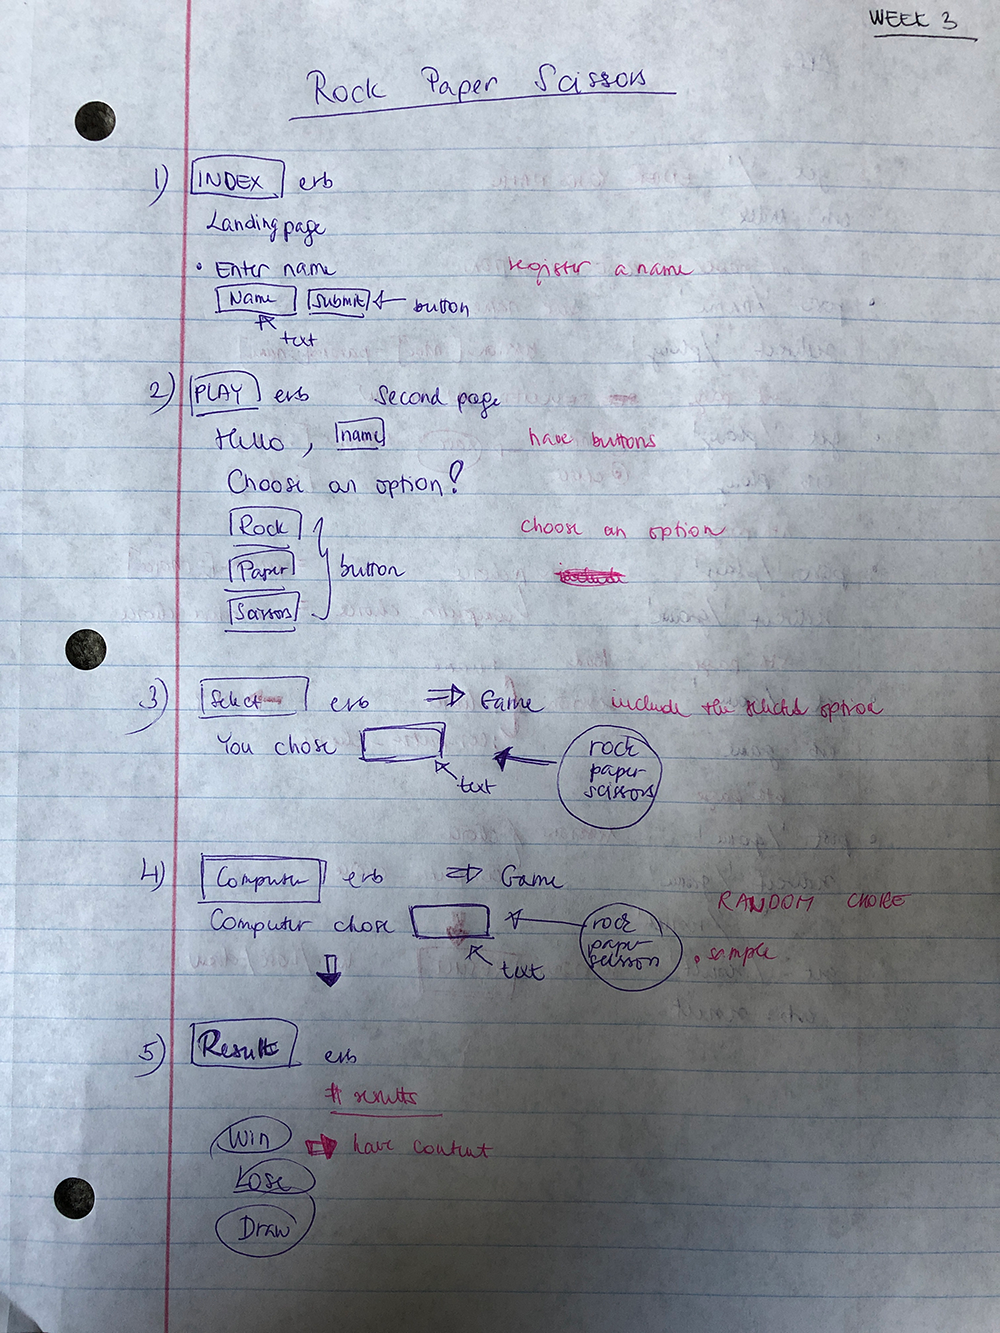 WEEK 3
Rock Paper Scissors
1) INDEX erb
Landing page
• Enter name register a name
Name Submit button
text
2) PLAY erb Second page
Hello, name have buttons
Choose an option!
Rock choose an option
Paper button
Scissors
3) Select erb ⇒ Game include the selected option
You chose rock
text paper
scissors
4) Computer erb ⇒ Game
RANDOM CHOICE
Computer chose rock
paper
text scissor .sample
5) Results erb
# results
Win ⇒ have content
Lose
Draw